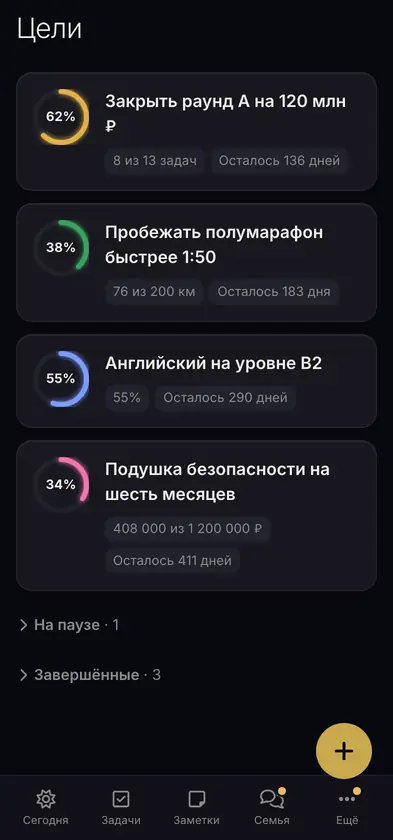 Цели
62%
Закрыть раунд А на 120 млн
₽
8 из 13 задач
Осталось 136 дней
38%
Пробежать полумарафон
быстрее 1:50
76 из 200 км
Осталось 183 дня
55%
Английский на уровне B2
55%
Осталось 290 дней
34%
Подушка безопасности на
шесть месяцев
408 000 из 1 200 000 ₽
Осталось 411 дней
На паузе · 1
Завершённые · 3
Сегодня
Задачи
Заметки
Семья
Ещё